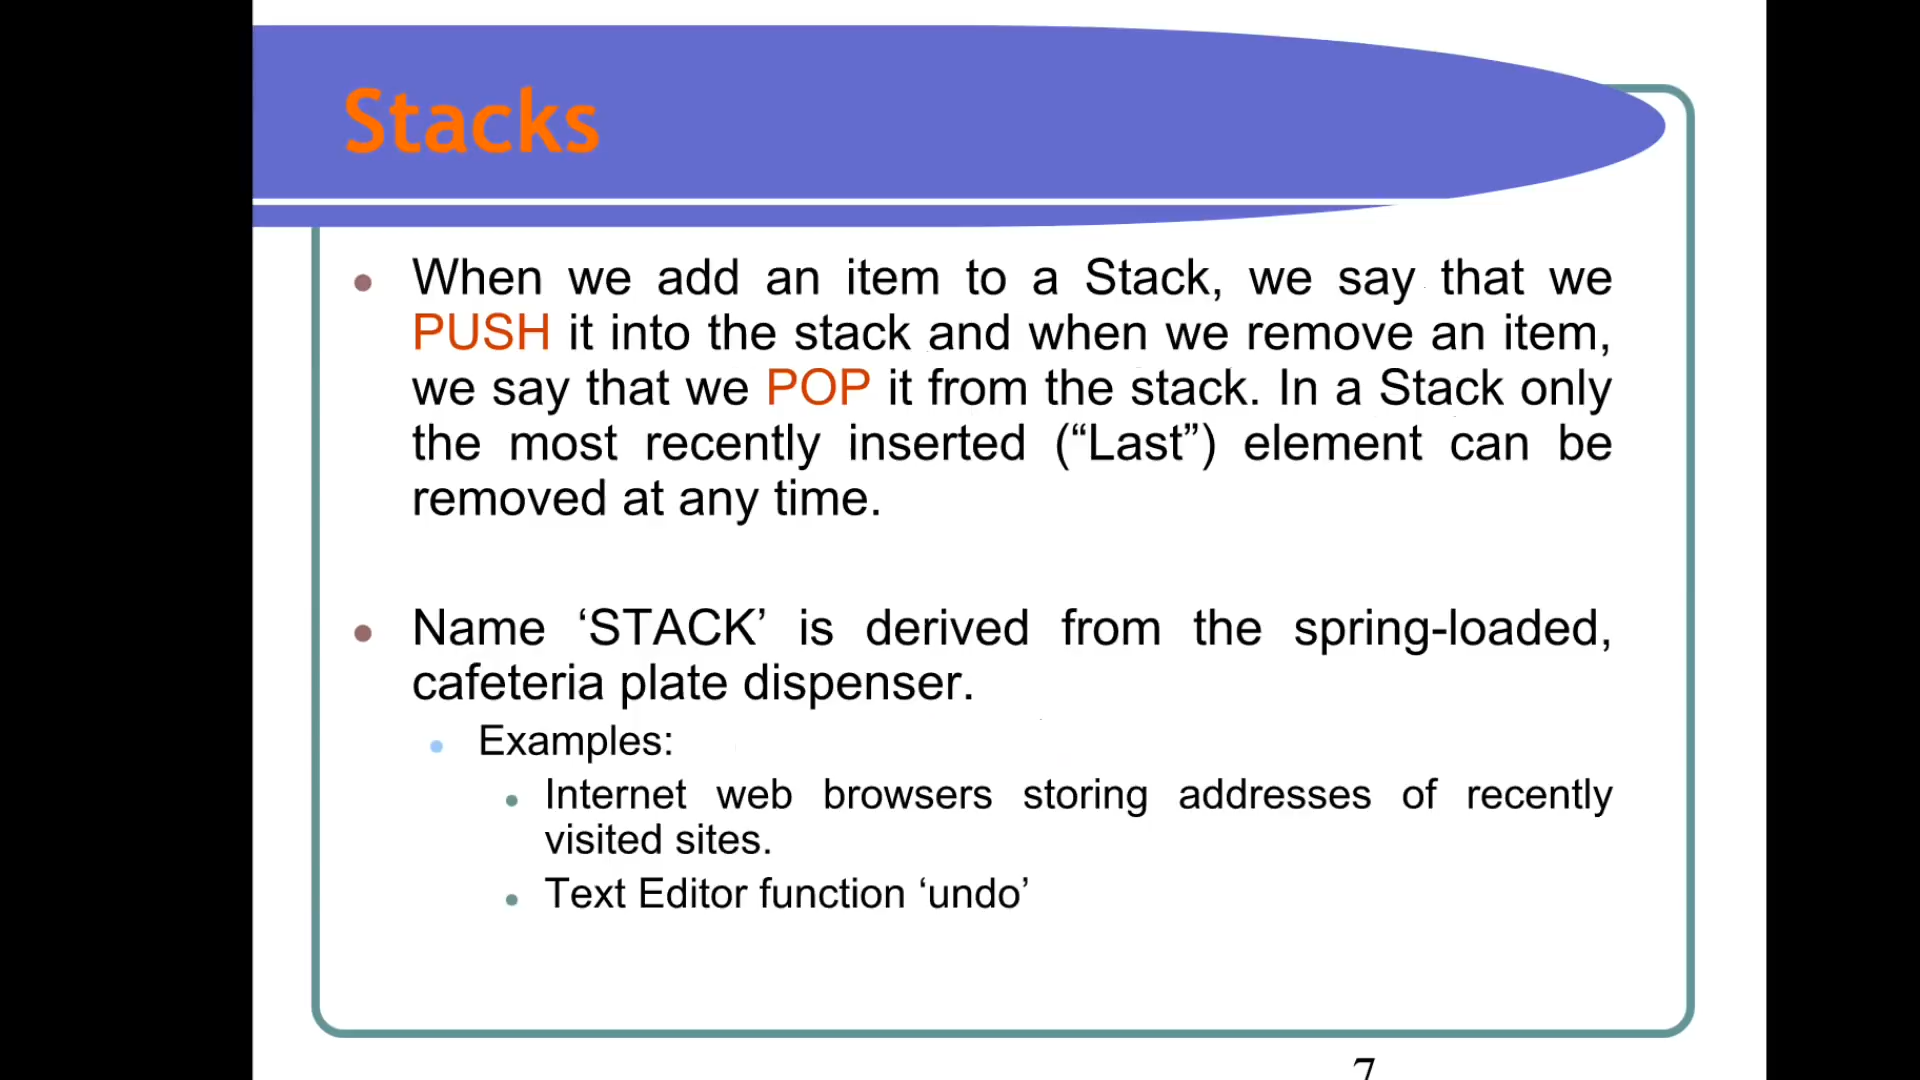 Stacks
When we add an item to a Stack, we say that we
PUSH it into the stack and when we remove an item,
we say that we POP it from the stack. In a Stack only
the most recently inserted (“Last”) element can be
removed at any time.
Name ‘STACK’ is derived from the spring-loaded,
cafeteria plate dispenser.
Examples:
Internet web browsers storing addresses of recently
visited sites.
Text Editor function ‘undo’
7